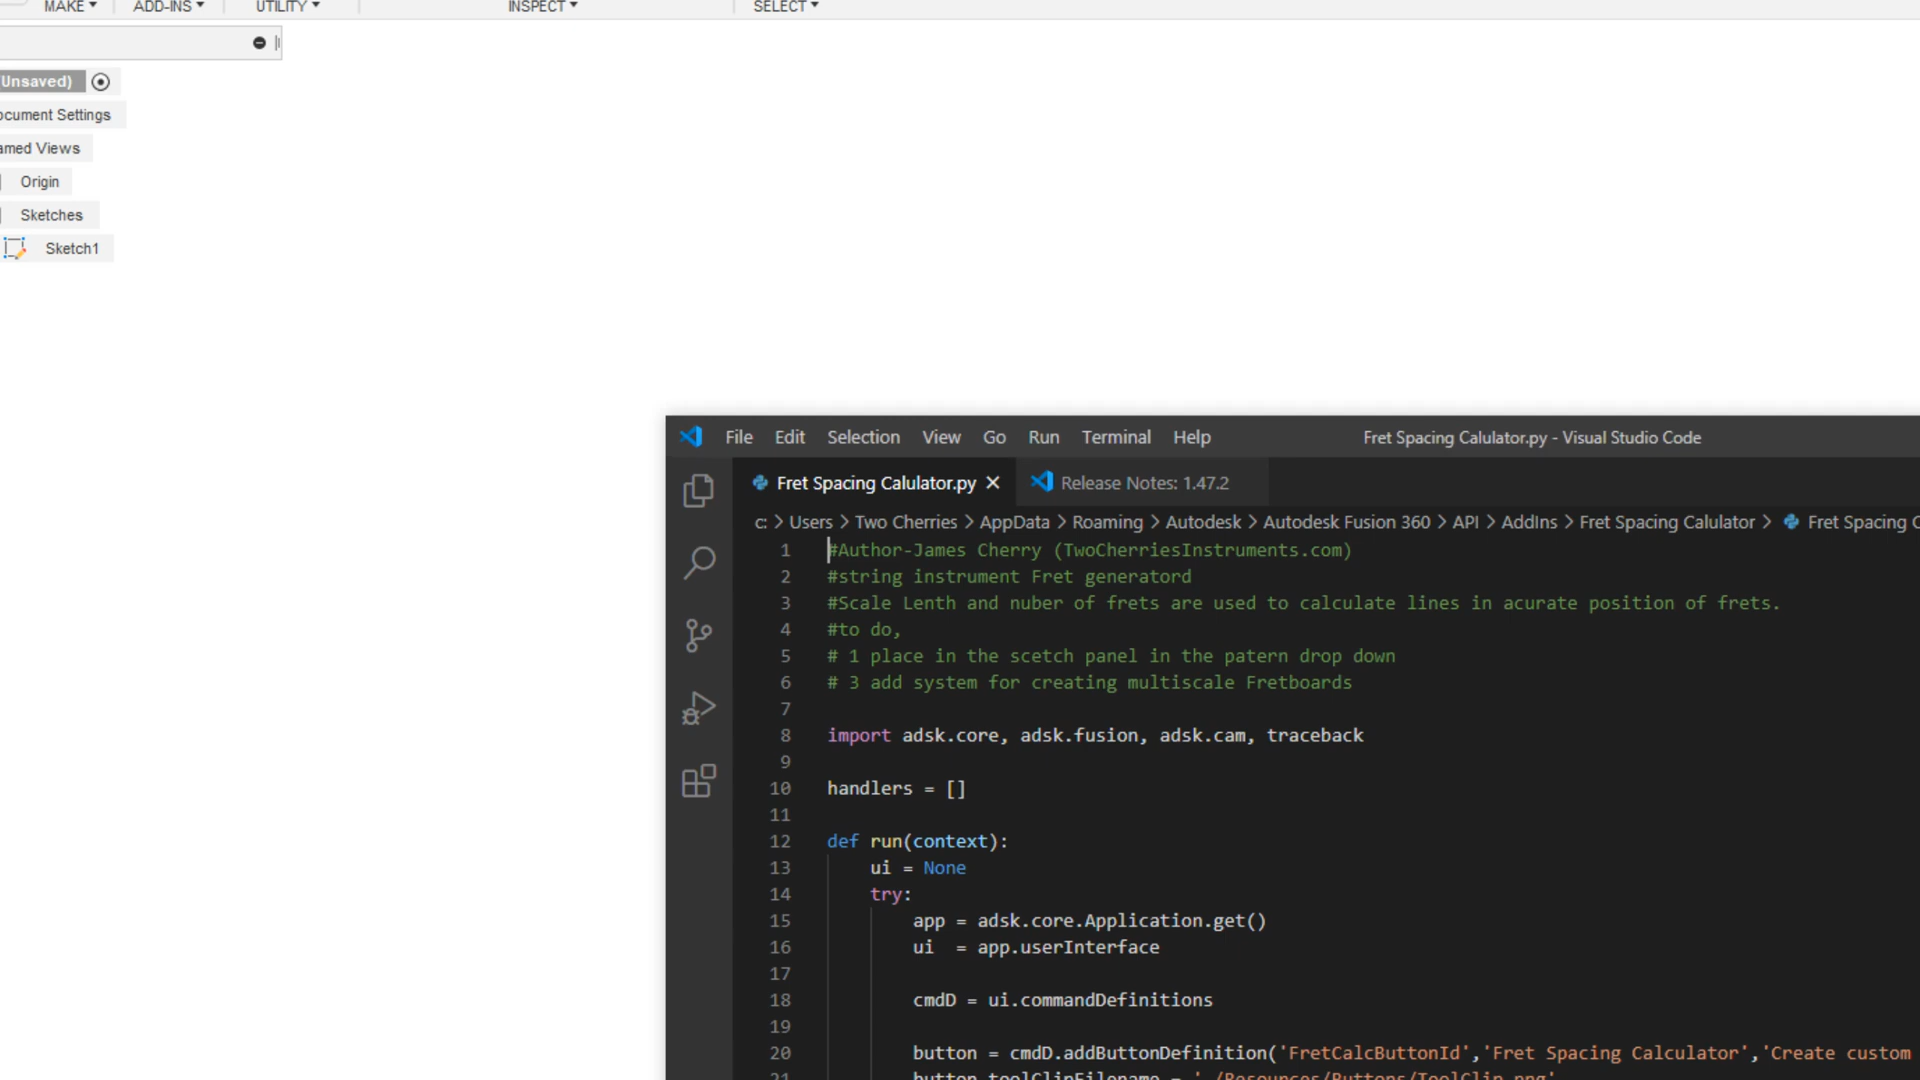 MAKE ADD-INS UTILITY INSPECT SELECT
Unsaved)
ocument Settings
amed Views
Origin
Sketches
Sketch1
File Edit Selection View Go Run Terminal Help Fret Spacing Calulator.py - Visual Studio Code
Fret Spacing Calulator.py Release Notes: 1.47.2
c: > Users > Two Cherries > AppData > Roaming > Autodesk > Autodesk Fusion 360 > API > AddIns > Fret Spacing Calulator > Fret Spacing C
1 #Author-James Cherry (TwoCherriesInstruments.com)
2 #string instrument Fret generatord
3 #Scale Lenth and nuber of frets are used to calculate lines in acurate position of frets.
4 #to do,
5 # 1 place in the scetch panel in the patern drop down
6 # 3 add system for creating multiscale Fretboards
7
8 import adsk.core, adsk.fusion, adsk.cam, traceback
9
10 handlers = []
11
12 def run(context):
13 ui = None
14 try:
15 app = adsk.core.Application.get()
16 ui  = app.userInterface
17
18 cmdD = ui.commandDefinitions
19
20 button = cmdD.addButtonDefinition('FretCalcButtonId','Fret Spacing Calculator','Create custom
21 button.toolClipFilename = './Resources/Buttons/ToolClip.png'